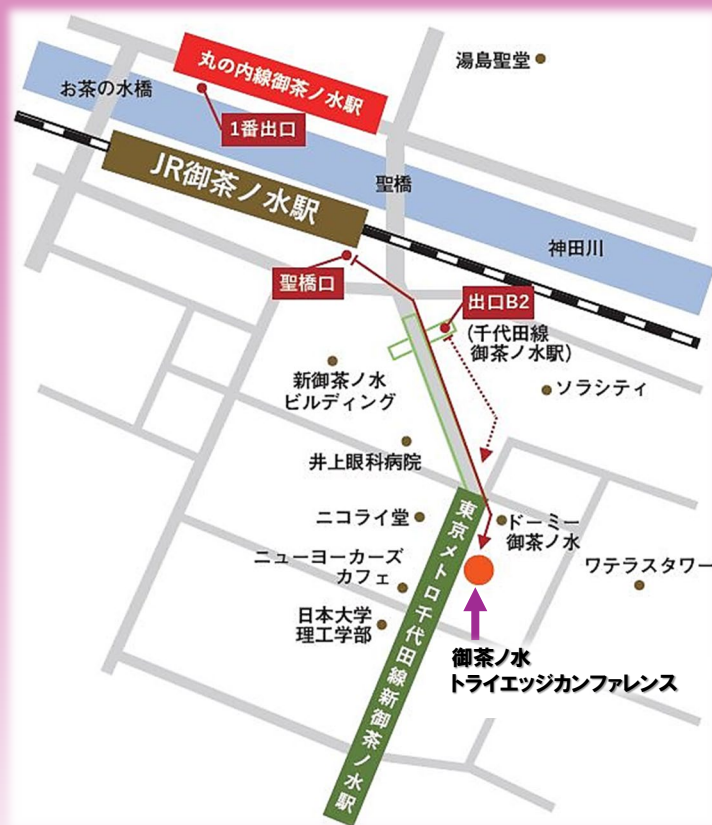 丸の内線御茶ノ水駅
湯島聖堂
お茶の水橋
1番出口
JR御茶ノ水駅
聖橋
神田川
聖橋口
出口B2
(千代田線
御茶ノ水駅)
新御茶ノ水
ビルディング
ソラシティ
井上眼科病院
ニコライ堂
ドーミー
御茶ノ水
ニューヨーカーズ
カフェ
ワテラスタワー
日本大学
理工学部
東京メトロ千代田線新御茶ノ水駅
御茶ノ水
トライエッジカンファレンス